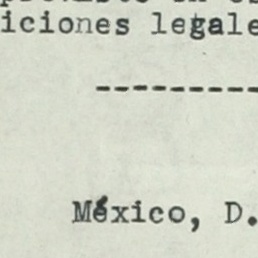 iciones legale
----------
México, D.